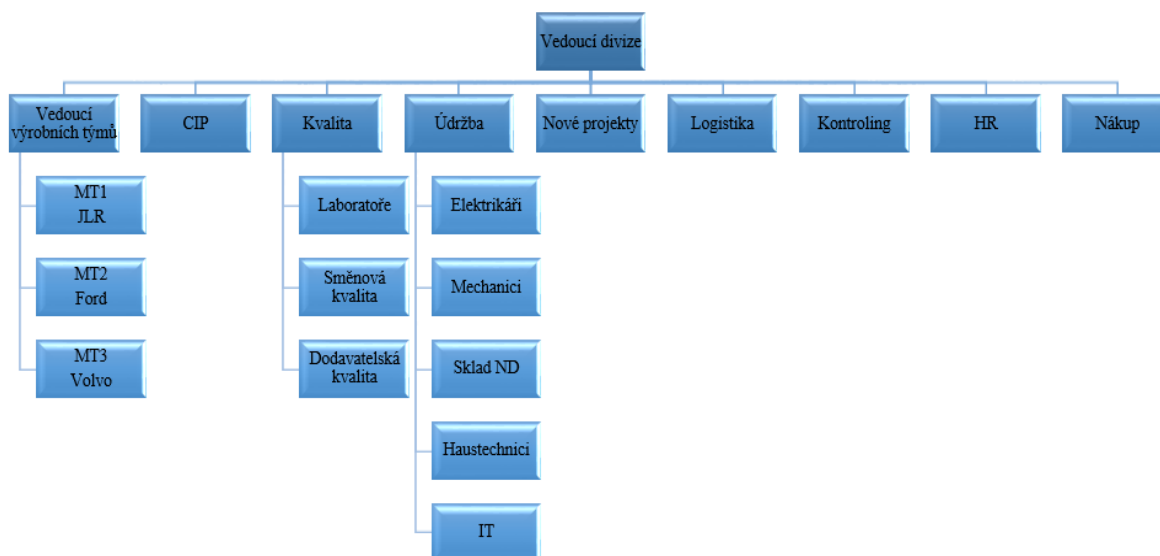 Vedoucí divize
Vedoucí
výrobních týmů
CIP
Kvalita
Údržba
Nové projekty
Logistika
Kontroling
HR
Nákup
MT1
JLR
MT2
Ford
MT3
Volvo
Laboratoře
Směnová
kvalita
Dodavatelská
kvalita
Elektrikáři
Mechanici
Sklad ND
Haustechnici
IT